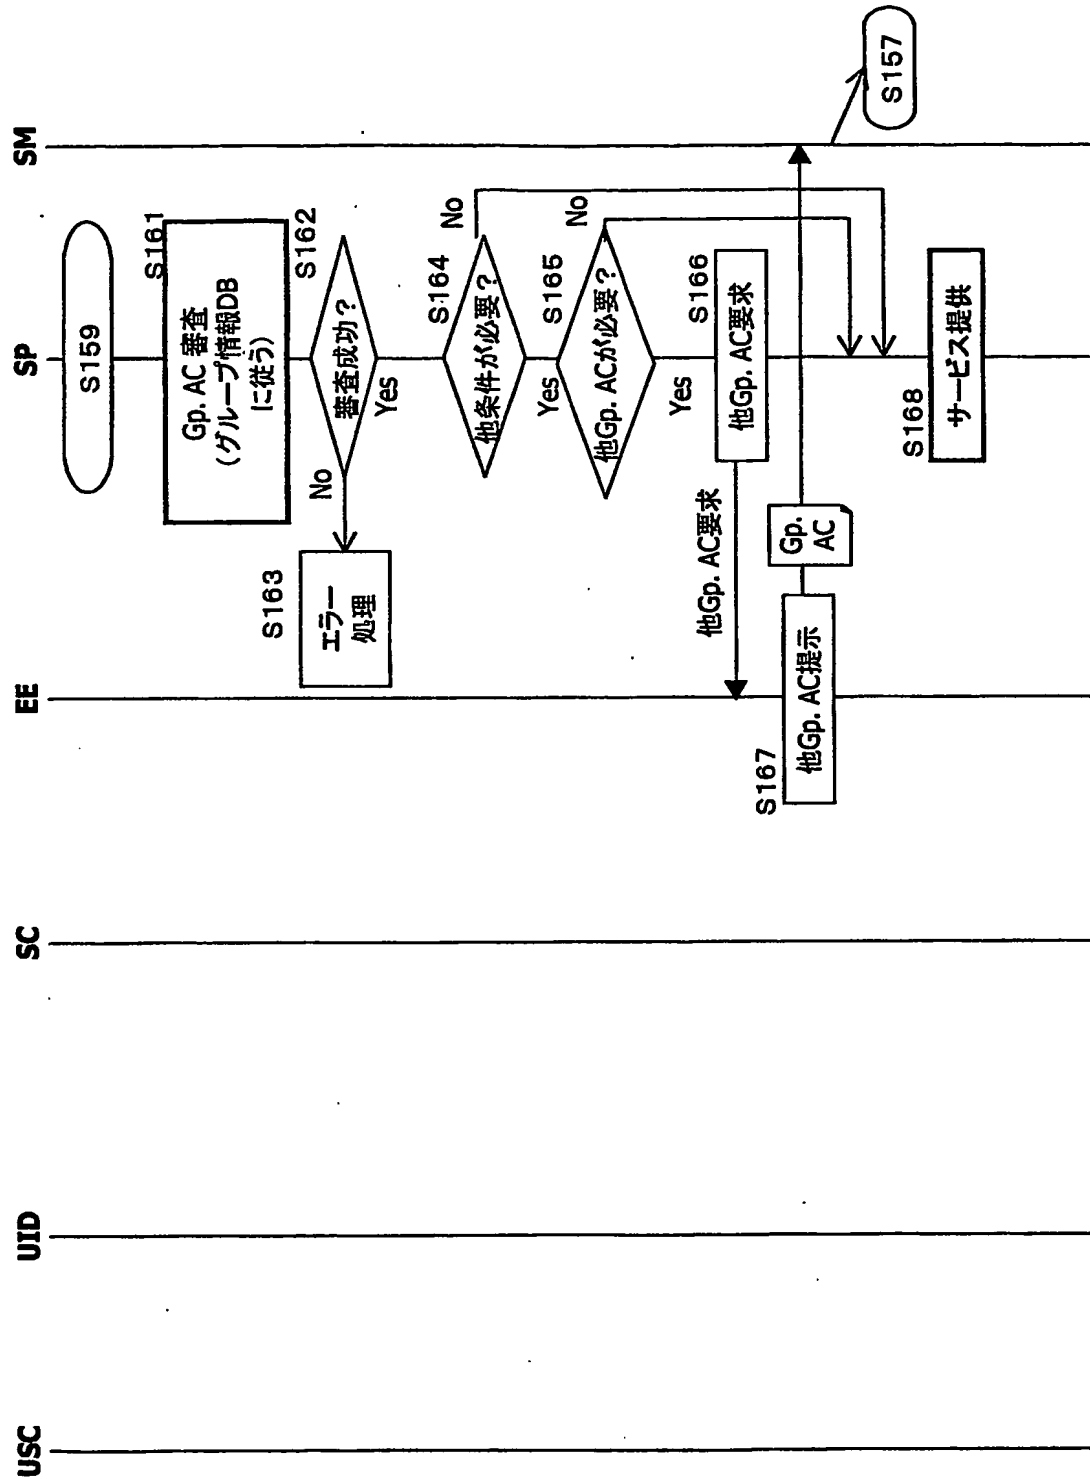 USC
UID
SC
EE
SP
SM
S159
S161
Gp. AC 審査
(グループ情報DB
に従う)
S162
審査成功？
No
Yes
S163
エラー
処理
S164
他条件が必要？
No
Yes
S165
他Gp. ACが必要？
No
Yes
S166
他Gp. AC要求
他Gp. AC要求
S167
他Gp. AC提示
Gp.
AC
S157
S168
サービス提供